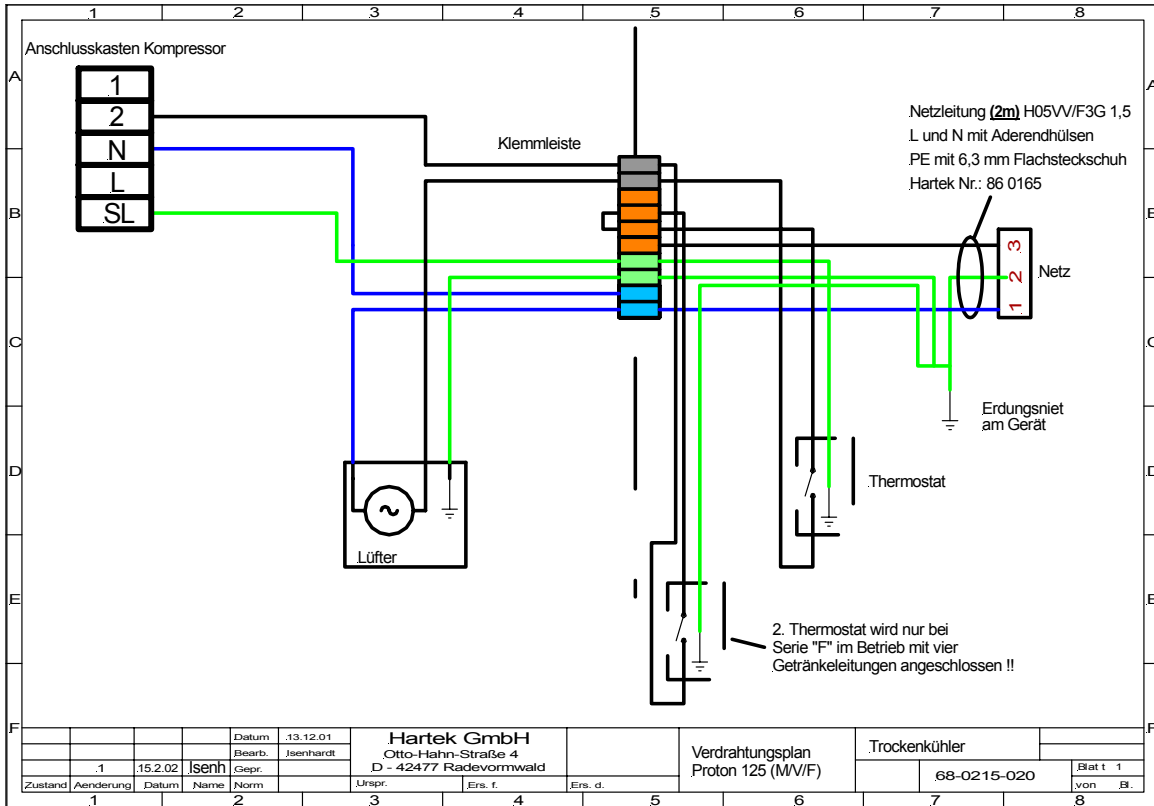 1 2 3 4 5 6 7 8
Anschlusskasten Kompressor
A A
1
2
N
L
SL
Klemmleiste
Netzleitung (2m) H05VV/F3G 1,5
L und N mit Aderendhülsen
PE mit 6,3 mm Flachsteckschuh
Hartek Nr.: 86 0165
B B
3
2
1
Netz
C C
Erdungsniet
am Gerät
D D
Thermostat
Lüfter
E E
2. Thermostat wird nur bei
Serie "F" im Betrieb mit vier
Getränkeleitungen angeschlossen !!
F F
Datum 13.12.01
Bearb. Isenhardt
1 15.2.02 Isenh Gepr.
Zustand Aenderung Datum Name Norm
Hartek GmbH
Otto-Hahn-Straße 4
D - 42477 Radevormwald
Urspr. Ers. f. Ers. d.
Verdrahtungsplan
Proton 125 (M/V/F)
Trockenkühler
68-0215-020
Blatt 1
von Bl.
1 2 3 4 5 6 7 8